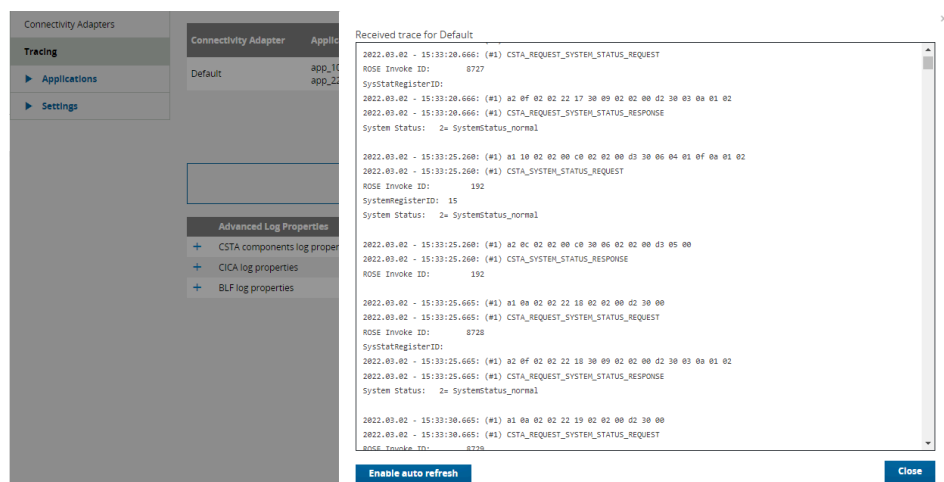 Connectivity Adapters
Tracing
Applications
Settings
Connectivity Adapter Applic
Default
app_10
app_22
Advanced Log Properties
CSTA components log proper
CICA log properties
BLF log properties
Received trace for Default
2022.03.02 - 15:33:20.666: (#1) CSTA_REQUEST_SYSTEM_STATUS_REQUEST
ROSE Invoke ID: 8727
SysStatRegisterID:
2022.03.02 - 15:33:20.666: (#1) a2 0f 02 02 22 17 30 09 02 02 00 d2 30 03 0a 01 02
2022.03.02 - 15:33:20.666: (#1) CSTA_REQUEST_SYSTEM_STATUS_RESPONSE
System Status: 2= SystemStatus_normal
2022.03.02 - 15:33:25.260: (#1) a1 10 02 02 00 c0 02 02 00 d3 30 06 04 01 0f 0a 01 02
2022.03.02 - 15:33:25.260: (#1) CSTA_SYSTEM_STATUS_REQUEST
ROSE Invoke ID: 192
SystemRegisterID: 15
System Status: 2= SystemStatus_normal
2022.03.02 - 15:33:25.260: (#1) a2 0c 02 02 00 c0 30 06 02 02 00 d3 05 00
2022.03.02 - 15:33:25.260: (#1) CSTA_SYSTEM_STATUS_RESPONSE
ROSE Invoke ID: 192
2022.03.02 - 15:33:25.665: (#1) a1 0a 02 02 22 18 02 02 00 d2 30 00
2022.03.02 - 15:33:25.665: (#1) CSTA_REQUEST_SYSTEM_STATUS_REQUEST
ROSE Invoke ID: 8728
SysStatRegisterID:
2022.03.02 - 15:33:25.665: (#1) a2 0f 02 02 22 18 30 09 02 02 00 d2 30 03 0a 01 02
2022.03.02 - 15:33:25.665: (#1) CSTA_REQUEST_SYSTEM_STATUS_RESPONSE
System Status: 2= SystemStatus_normal
2022.03.02 - 15:33:30.665: (#1) a1 0a 02 02 22 19 02 02 00 d2 30 00
2022.03.02 - 15:33:30.665: (#1) CSTA_REQUEST_SYSTEM_STATUS_REQUEST
ROSE Invoke ID: 8729
Enable auto refresh
Close